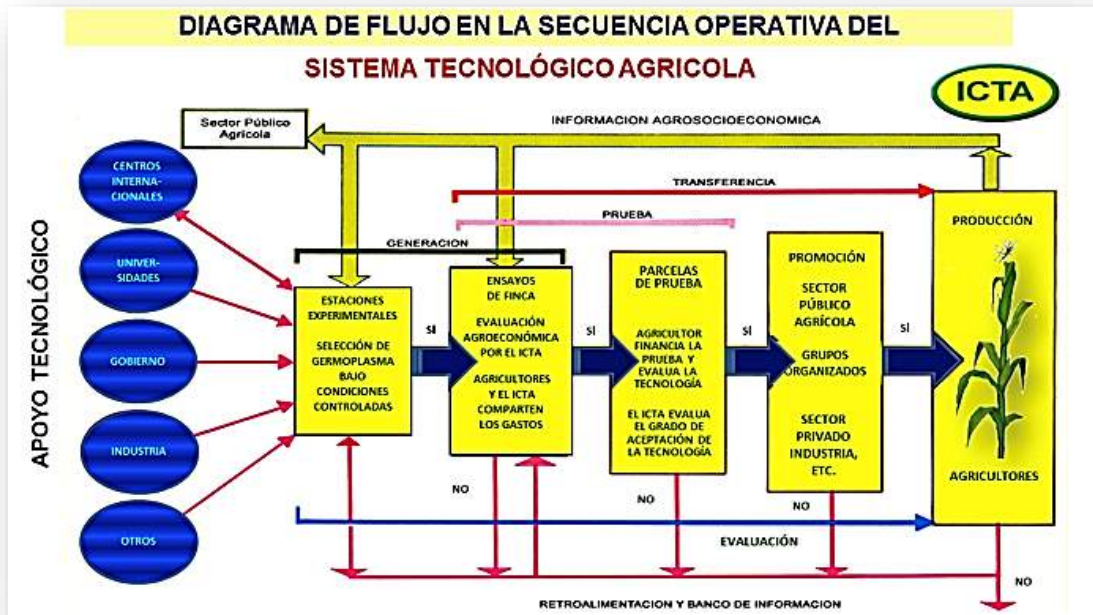 DIAGRAMA DE FLUJO EN LA SECUENCIA OPERATIVA DEL
SISTEMA TECNOLÓGICO AGRICOLA
ICTA
Sector Público
Agrícola
INFORMACION AGROSOCIOECONOMICA
APOYO TECNOLÓGICO
CENTROS
INTERNA-
CIONALES
UNIVER-
SIDADES
GOBIERNO
INDUSTRIA
OTROS
TRANSFERENCIA
PRUEBA
GENERACION
ESTACIONES
EXPERIMENTALES
SELECCIÓN DE
GERMOPLASMA
BAJO
CONDICIONES
CONTROLADAS
SI
ENSAYOS
DE FINCA
EVALUACIÓN
AGROECONÓMICA
POR EL ICTA
AGRICULTORES
Y EL ICTA
COMPARTEN
LOS GASTOS
SI
PARCELAS
DE PRUEBA
AGRICULTOR
FINANCIA LA
PRUEBA Y
EVALUA LA
TECNOLOGÍA
EL ICTA EVALUA
EL GRADO DE
ACEPTACIÓN DE
LA TECNOLOGÍA
SI
PROMOCIÓN
SECTOR
PÚBLICO
AGRÍCOLA
GRUPOS
ORGANIZADOS
SECTOR
PRIVADO
INDUSTRIA,
ETC.
SI
PRODUCCIÓN
AGRICULTORES
NO
NO
NO
NO
EVALUACIÓN
RETROALIMENTACION Y BANCO DE INFORMACION